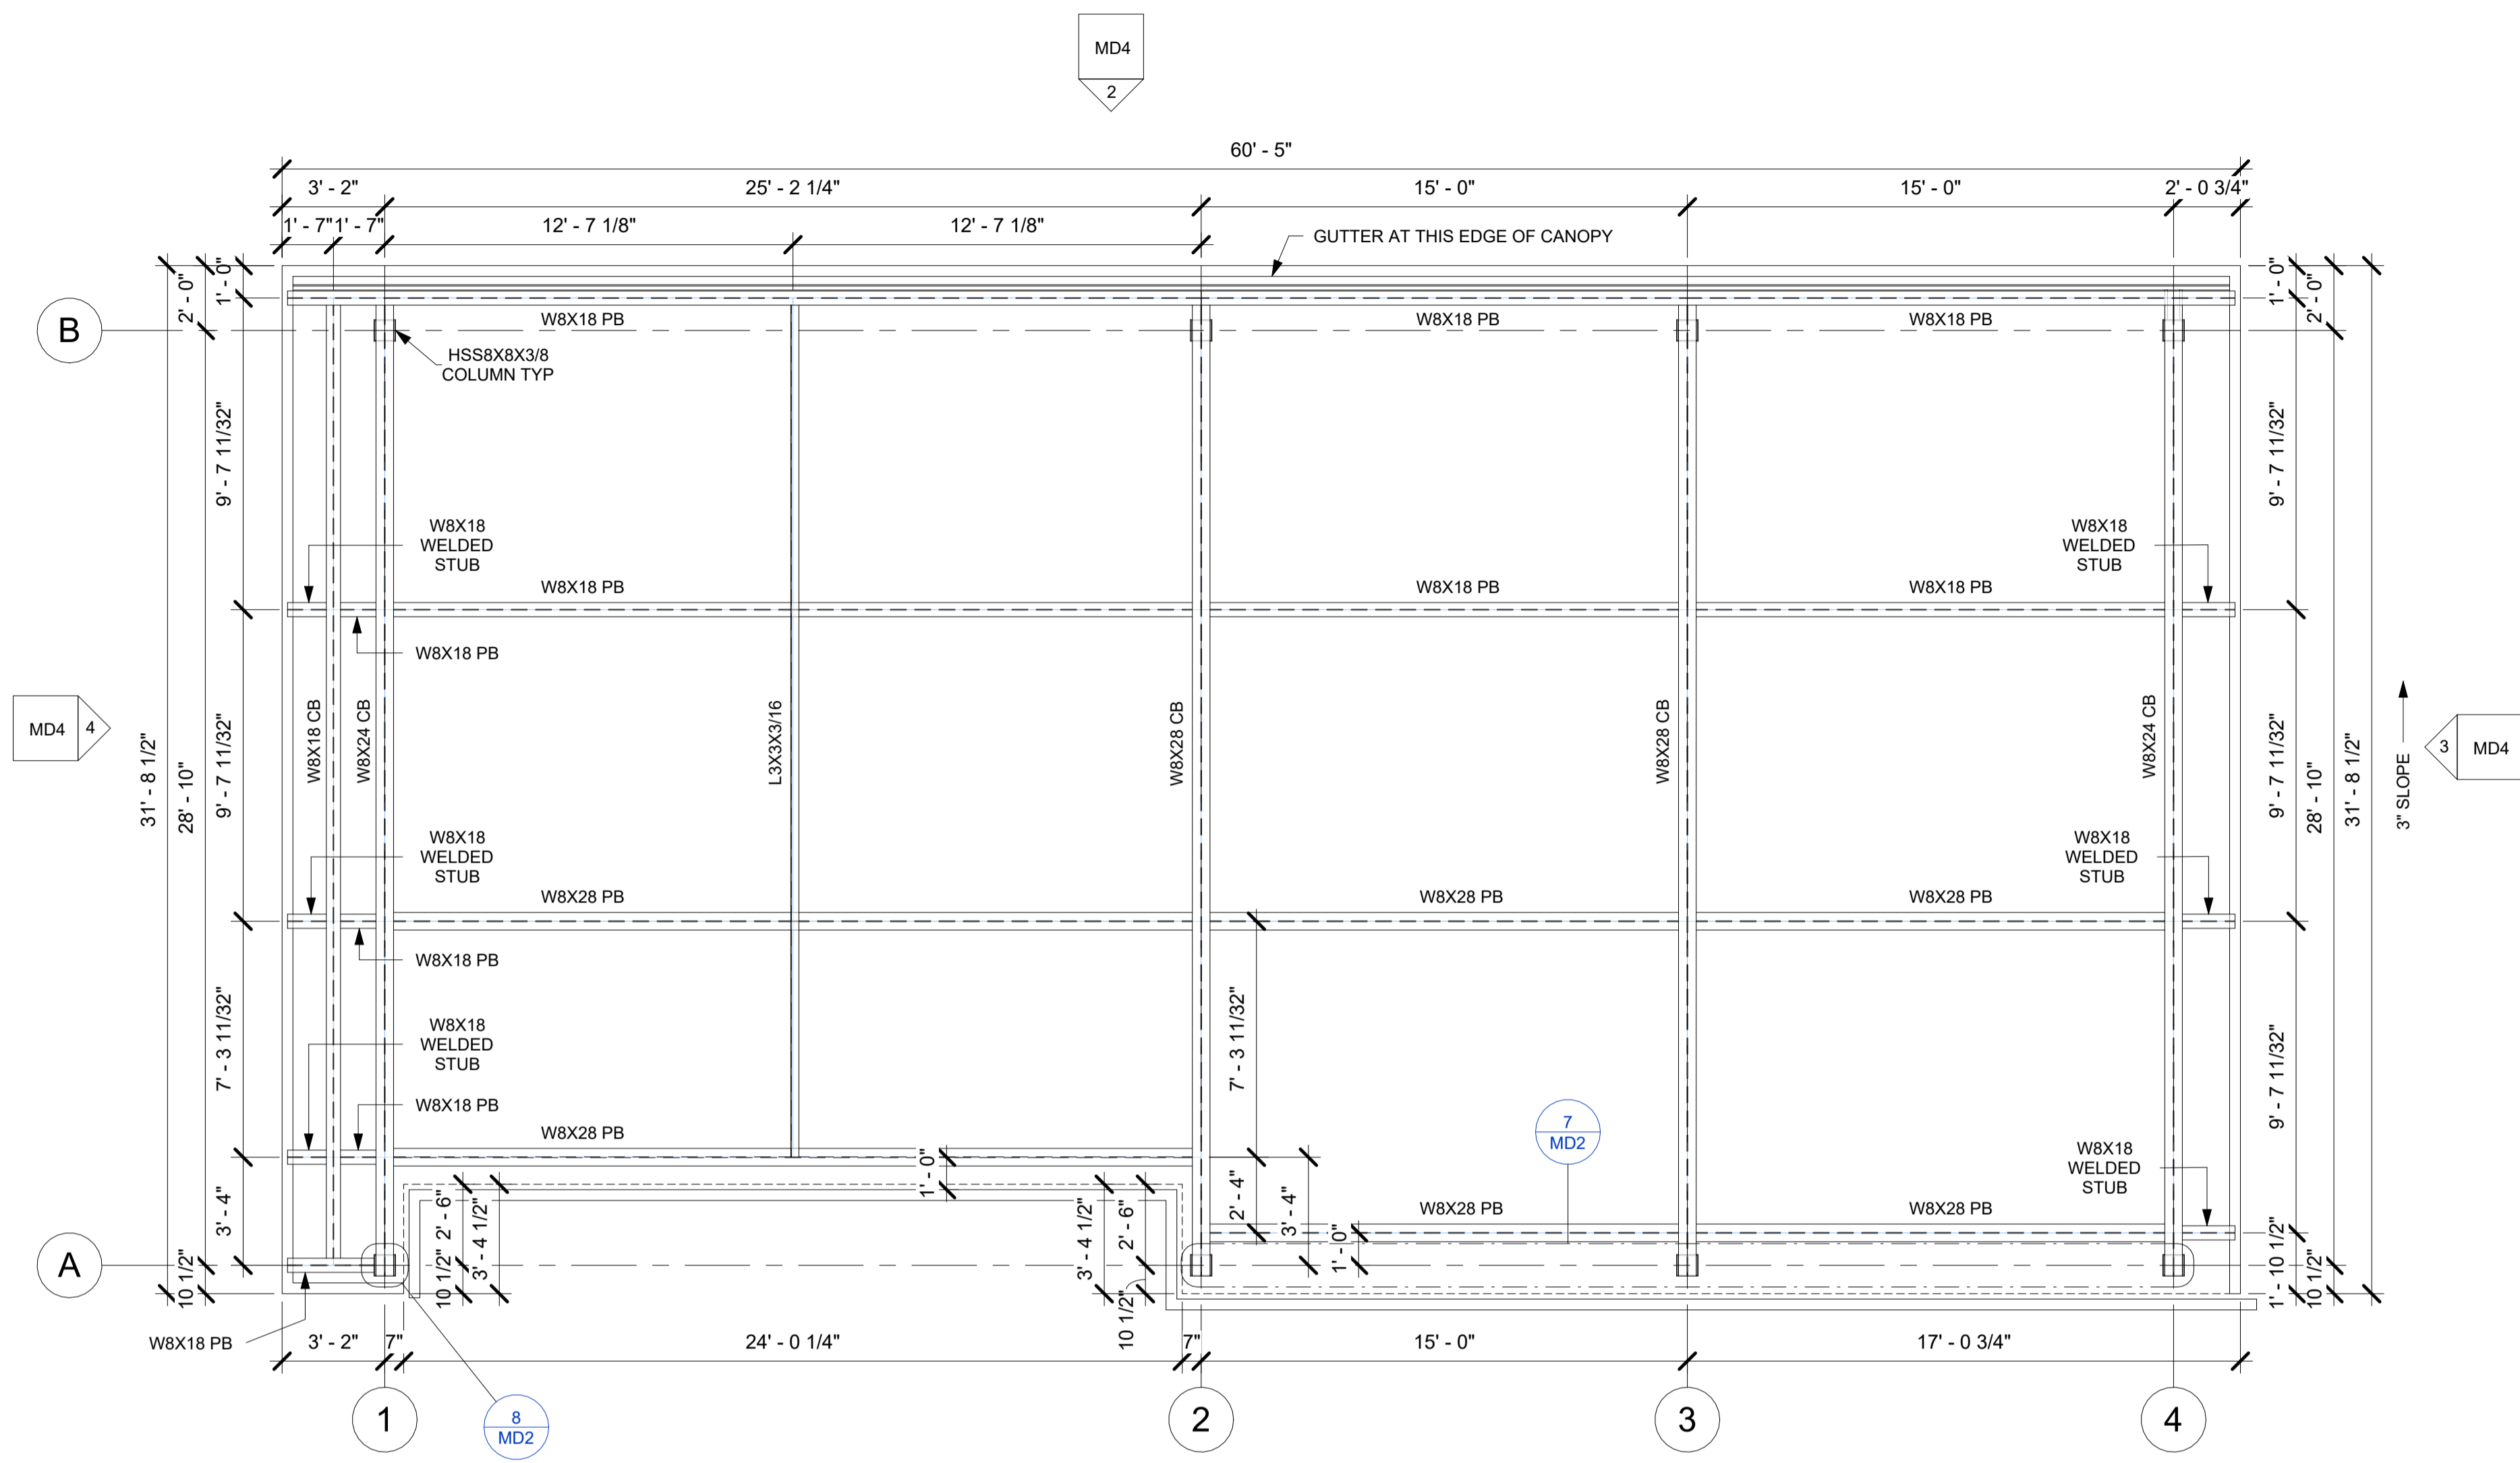 MD4
2
60' - 5"
3' - 2"
25' - 2 1/4"
15' - 0"
15' - 0"
2' - 0 3/4"
1' - 7"
1' - 7"
12' - 7 1/8"
12' - 7 1/8"
GUTTER AT THIS EDGE OF CANOPY
2' - 0"
1' - 0"
1' - 0"
2' - 0"
B
W8X18 PB
W8X18 PB
W8X18 PB
HSS8X8X3/8
COLUMN TYP
9' - 7 11/32"
9' - 7 11/32"
W8X18
WELDED
STUB
W8X18
WELDED
STUB
W8X18 PB
W8X18 PB
W8X18 PB
W8X18 PB
MD4
4
31' - 8 1/2"
28' - 10"
9' - 7 11/32"
W8X18 CB
W8X24 CB
L3X3X3/16
W8X28 CB
W8X28 CB
W8X24 CB
9' - 7 11/32"
28' - 10"
31' - 8 1/2"
3" SLOPE
3
MD4
W8X18
WELDED
STUB
W8X18
WELDED
STUB
W8X28 PB
W8X28 PB
W8X28 PB
W8X18 PB
7' - 3 11/32"
W8X18
WELDED
STUB
7' - 3 11/32"
9' - 7 11/32"
W8X18 PB
W8X28 PB
7
MD2
W8X18
WELDED
STUB
3' - 4"
1' - 0"
2' - 6"
3' - 4 1/2"
10 1/2"
3' - 4 1/2"
2' - 6"
10 1/2"
2' - 4"
3' - 4"
1' - 0"
W8X28 PB
W8X28 PB
A
10 1/2"
1' - 10 1/2"
10 1/2"
W8X18 PB
3' - 2"
7"
24' - 0 1/4"
7"
15' - 0"
17' - 0 3/4"
1
2
3
4
8
MD2